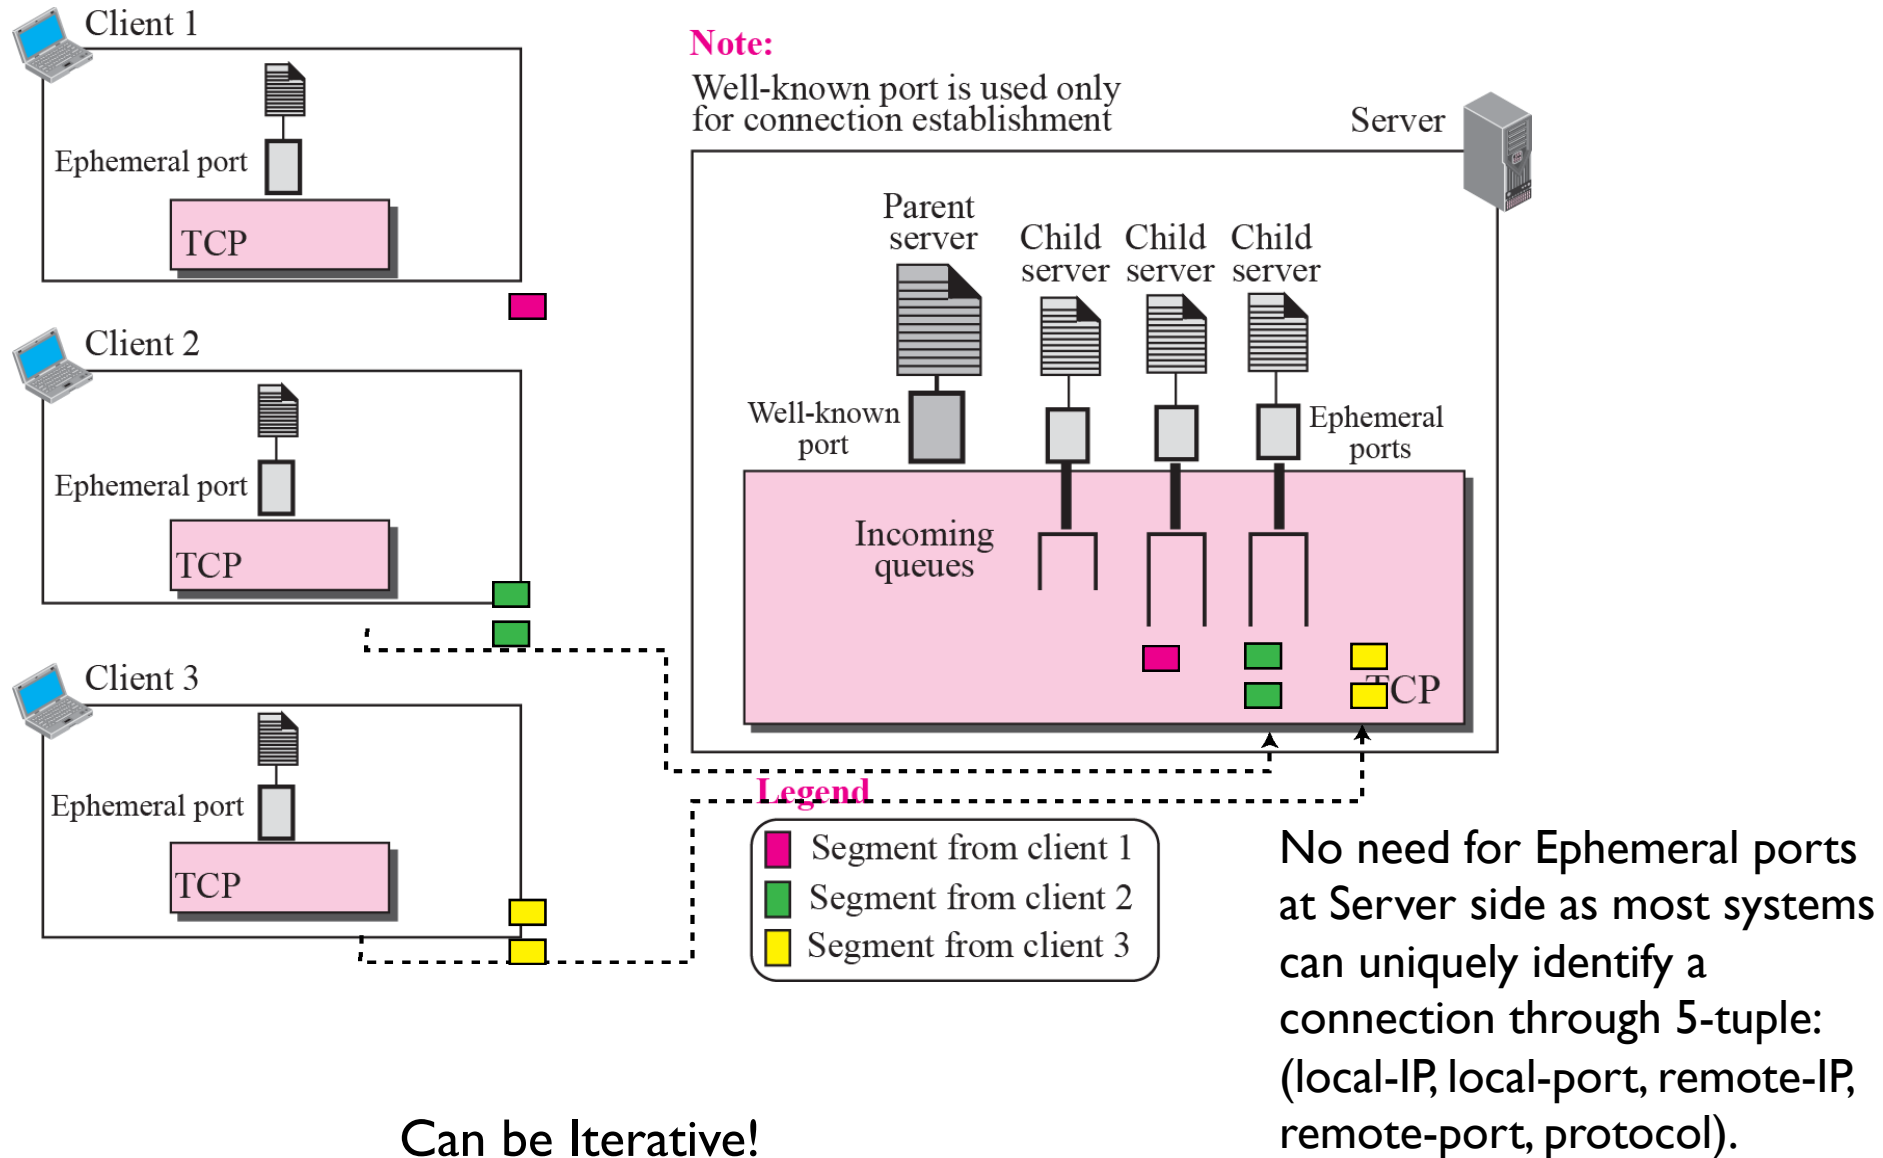 Client 1
Ephemeral port
TCP
Client 2
Ephemeral port
TCP
Client 3
Ephemeral port
TCP
Note:
Well-known port is used only
for connection establishment
Server
Parent
server
Child
server
Child
server
Child
server
Well-known
port
Ephemeral
ports
Incoming
queues
TCP
Legend
Segment from client 1
Segment from client 2
Segment from client 3
No need for Ephemeral ports
at Server side as most systems
can uniquely identify a
connection through 5-tuple:
(local-IP, local-port, remote-IP,
remote-port, protocol).
Can be Iterative!